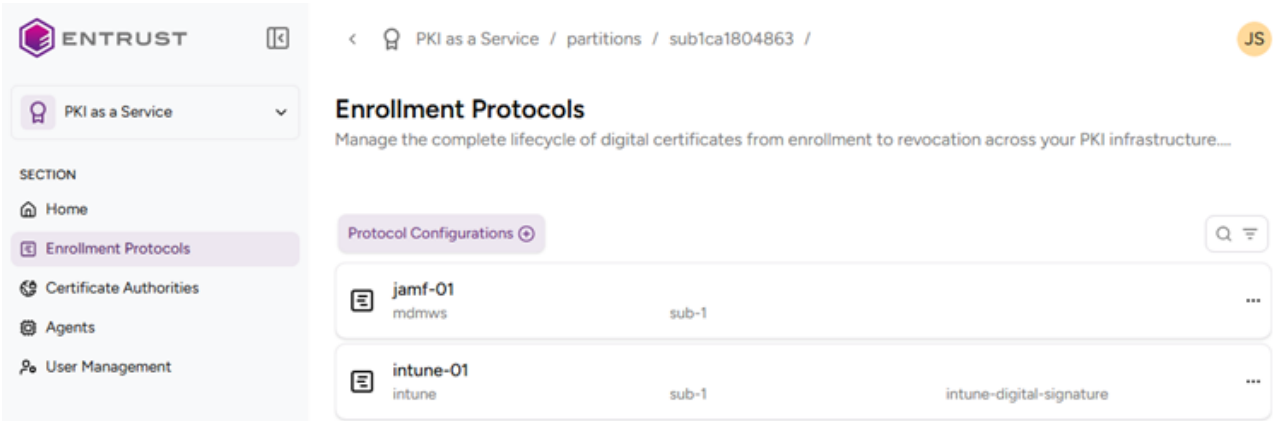 ENTRUST
PKI as a Service
SECTION
Home
Enrollment Protocols
Certificate Authorities
Agents
User Management
PKI as a Service / partitions / sub1ca1804863 /
JS
Enrollment Protocols
Manage the complete lifecycle of digital certificates from enrollment to revocation across your PKI infrastructure....
Protocol Configurations
jamf-01
mdmws sub-1
intune-01
intune sub-1 intune-digital-signature